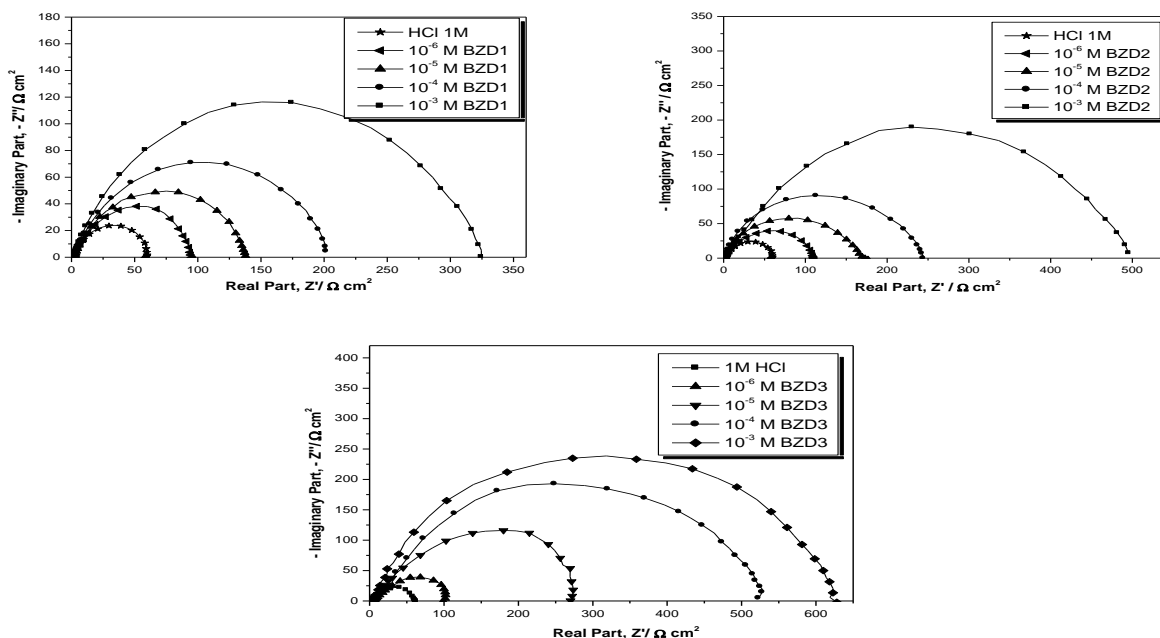 180
160
140
120
100
80
60
40
20
0
- Imaginary Part, - Z"/ Ω cm²
HCl 1M
10⁻⁶ M BZD1
10⁻⁵ M BZD1
10⁻⁴ M BZD1
10⁻³ M BZD1
0 50 100 150 200 250 300 350
Real Part, Z'/ Ω cm²
350
300
250
200
150
100
50
0
- Imaginary Part, - Z"/ Ω cm²
HCl 1M
10⁻⁶ M BZD2
10⁻⁵ M BZD2
10⁻⁴ M BZD2
10⁻³ M BZD2
0 100 200 300 400 500
Real Part, Z' / Ω cm²
400
350
300
250
200
150
100
50
0
- Imaginary Part, - Z"/ Ω cm²
1M HCl
10⁻⁶ M BZD3
10⁻⁵ M BZD3
10⁻⁴ M BZD3
10⁻³ M BZD3
0 100 200 300 400 500 600
Real Part, Z'/ Ω cm²